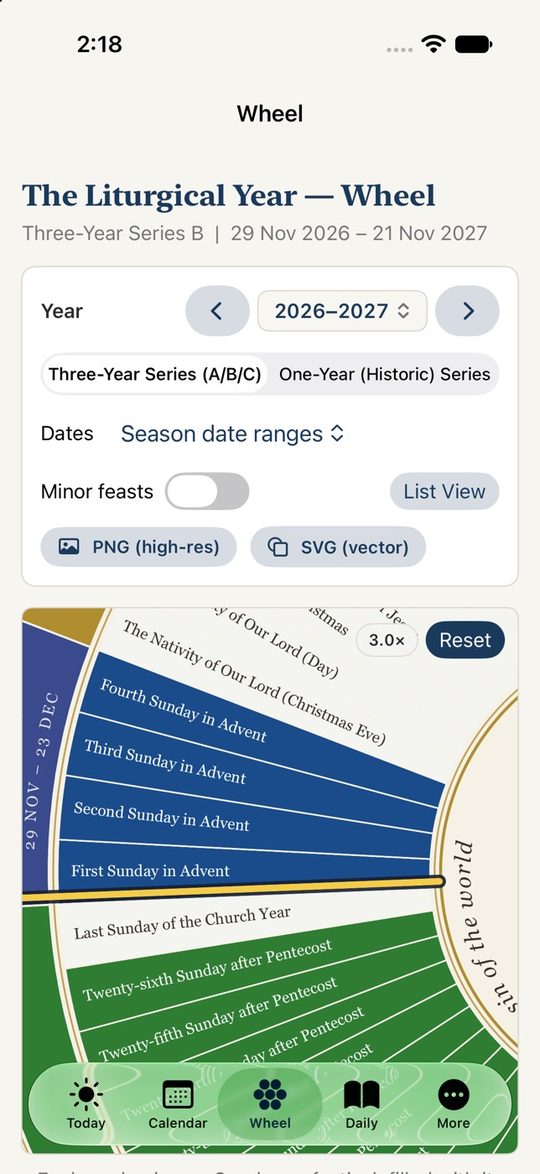 2:18
Wheel
The Liturgical Year — Wheel
Three-Year Series B | 29 Nov 2026 – 21 Nov 2027
Year
2026–2027
Three-Year Series (A/B/C)
One-Year (Historic) Series
Dates
Season date ranges
Minor feasts
List View
PNG (high-res)
SVG (vector)
3.0×
Reset
of Our Lord (Day)
The Nativity of Our Lord (Christmas Eve)
Fourth Sunday in Advent
Third Sunday in Advent
Second Sunday in Advent
First Sunday in Advent
29 NOV – 23 DEC
Last Sunday of the Church Year
Twenty-sixth Sunday after Pentecost
Twenty-fifth Sunday after Pentecost
after Pentecost
sin of the world
Today
Calendar
Wheel
Daily
More